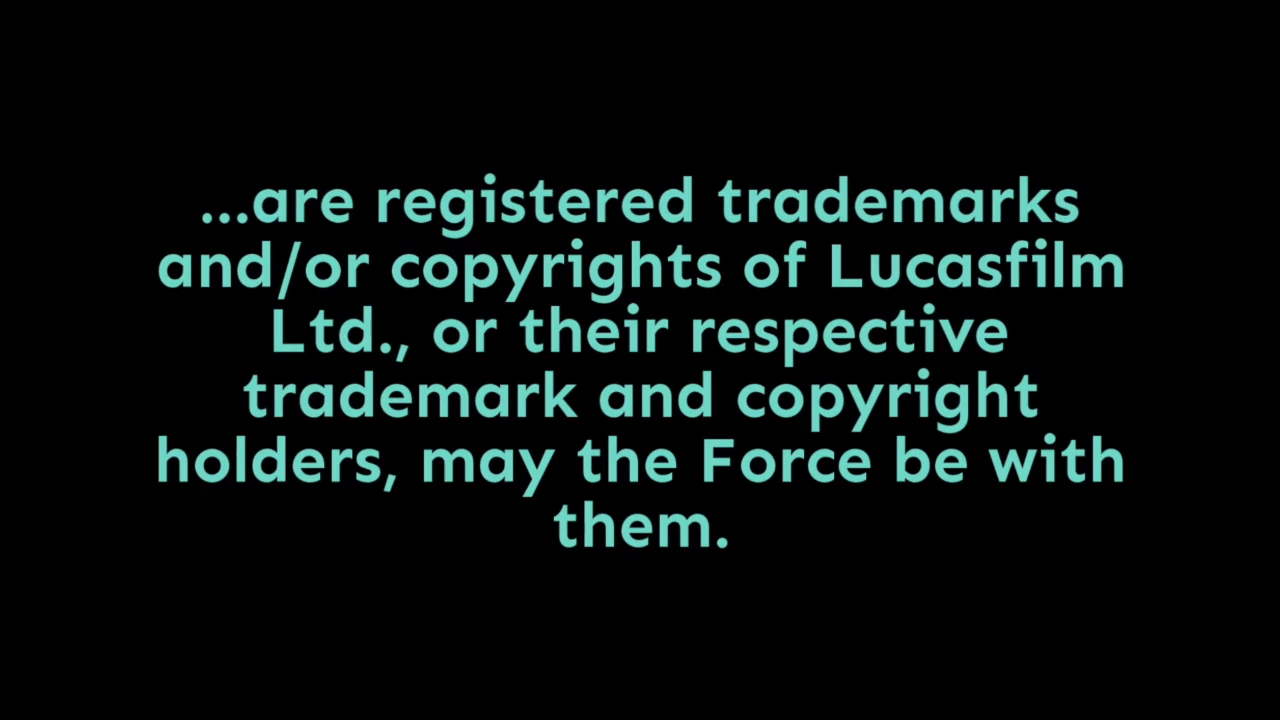 ...are registered trademarks
and/or copyrights of Lucasfilm
Ltd., or their respective
trademark and copyright
holders, may the Force be with
them.